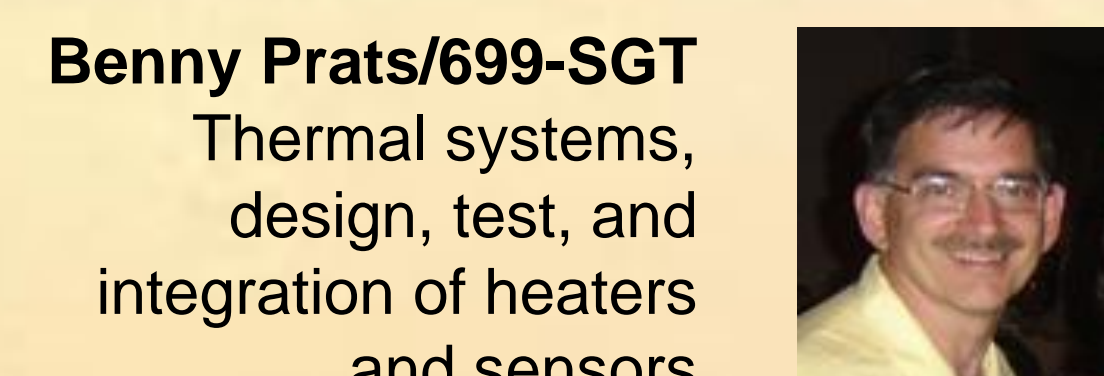 Benny Prats/699-SGT
Thermal systems,
design, test, and
integration of heaters
and sensors